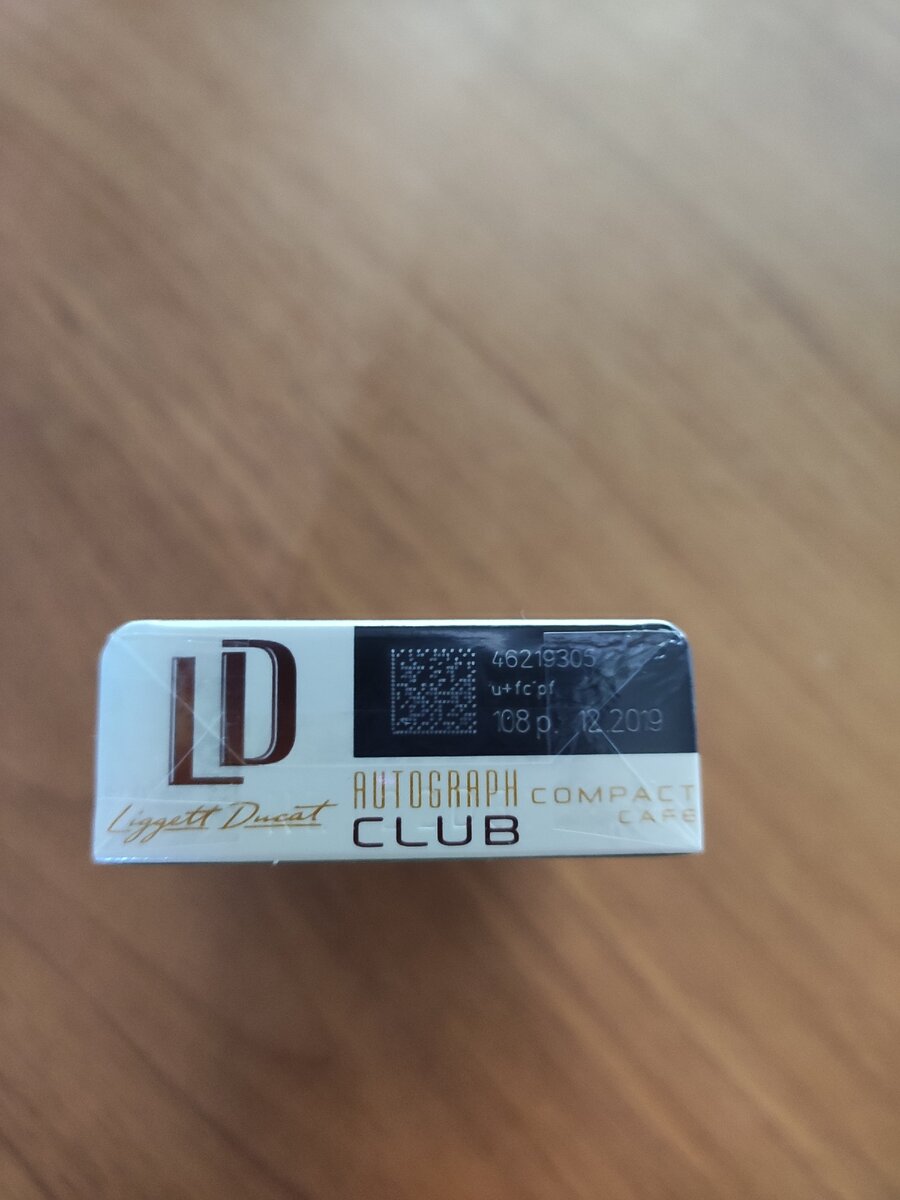 LD
Liggett Ducat
46219305
u+fc'pf
108 р. 12.2019
AUTOGRAPH
CLUB
COMPACT
CAFE